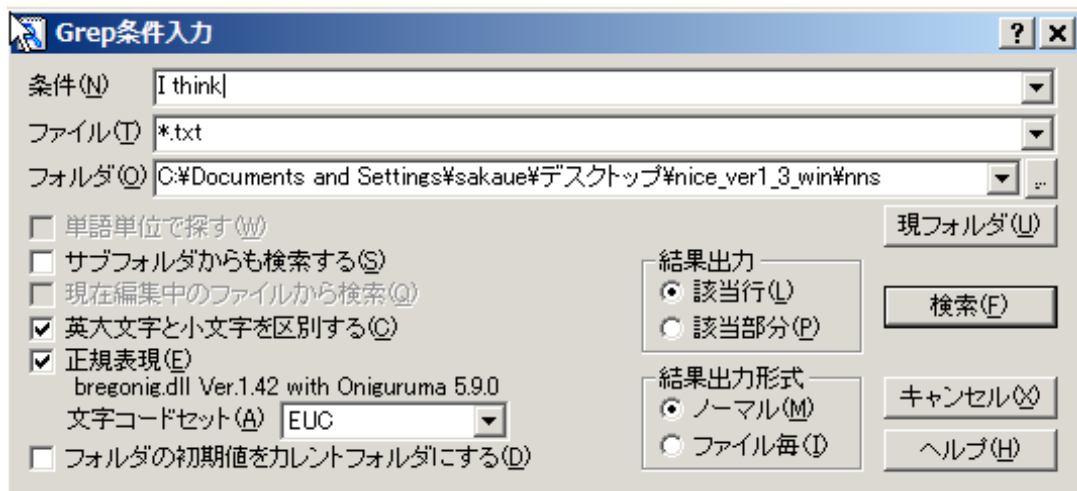 Grep条件入力
条件(N) I think
ファイル(T) *.txt
フォルダ(O) C:¥Documents and Settings¥sakaue¥デスクトップ¥nice_ver1_3_win¥nns ...
単語単位で探す(W) 現フォルダ(U)
サブフォルダからも検索する(S) 結果出力
現在編集中のファイルから検索(Q) 該当行(L) 検索(F)
英大文字と小文字を区別する(C) 該当部分(P)
正規表現(E)
bregonig.dll Ver.1.42 with Oniguruma 5.9.0 結果出力形式
文字コードセット(A) EUC ノーマル(M) キャンセル(X)
フォルダの初期値をカレントフォルダにする(D) ファイル毎(I) ヘルプ(H)